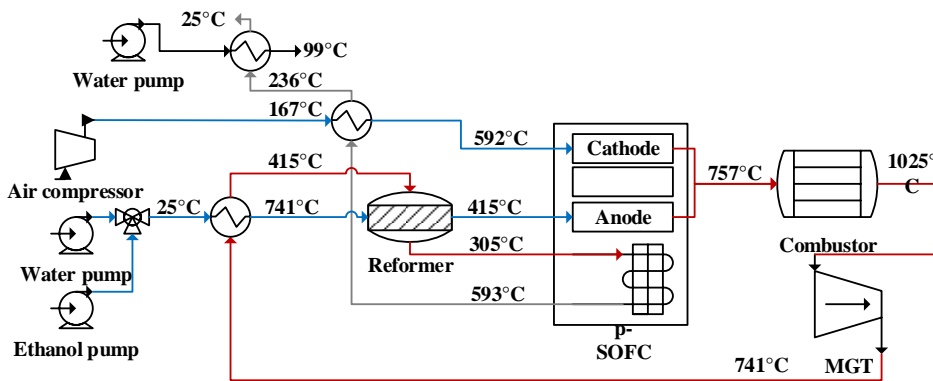 25°C
Water pump
99°C
236°C
167°C
592°C
Cathode
Air compressor
415°C
757°C
1025°
C
25°C
741°C
415°C
Anode
Water pump
Reformer
305°C
Combustor
Ethanol pump
593°C
p-
SOFC
741°C
MGT